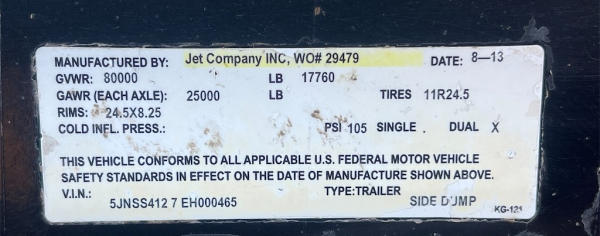 MANUFACTURED BY: Jet Company INC, WO# 29479 DATE: 8—13
GVWR: 80000 LB 17760
GAWR (EACH AXLE): 25000 LB TIRES 11R24.5
RIMS: 24.5X8.25
COLD INFL. PRESS.: PSI 105 SINGLE . DUAL X
THIS VEHICLE CONFORMS TO ALL APPLICABLE U.S. FEDERAL MOTOR VEHICLE
SAFETY STANDARDS IN EFFECT ON THE DATE OF MANUFACTURE SHOWN ABOVE.
V.I.N.: TYPE:TRAILER
5JNSS412 7 EH000465 SIDE DUMP KG-121